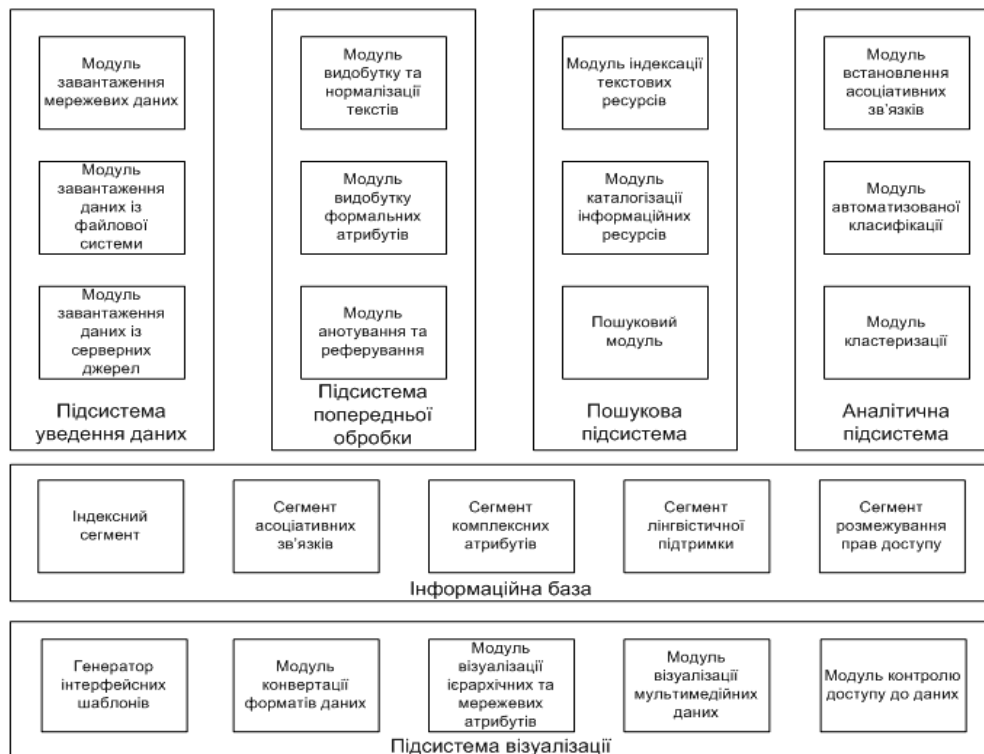 Модуль
завантаження
мережевих даних
Модуль
завантаження
даних із
файлової
системи
Модуль
завантаження
даних із
серверних
джерел
Підсистема
уведення даних
Модуль
видобутку та
нормалізації
текстів
Модуль
видобутку
формальних
атрибутів
Модуль
анотування та
реферування
Підсистема
попередньої
обробки
Модуль індексації
текстових
ресурсів
Модуль
каталогізації
інформаційних
ресурсів
Пошуковий
модуль
Пошукова
підсистема
Модуль
встановлення
асоціативних
зв'язків
Модуль
автоматизованої
класифікації
Модуль
кластеризації
Аналітична
підсистема
Індексний
сегмент
Сегмент
асоціативних
зв'язків
Сегмент
комплексних
атрибутів
Сегмент
лінгвістичної
підтримки
Сегмент
розмежування
прав доступу
Інформаційна база
Генератор
інтерфейсних
шаблонів
Модуль
конвертації
форматів даних
Модуль
візуалізації
ієрархічних та
мережевих
атрибутів
Модуль
візуалізації
мультимедійних
даних
Модуль контролю
доступу до даних
Підсистема візуалізації